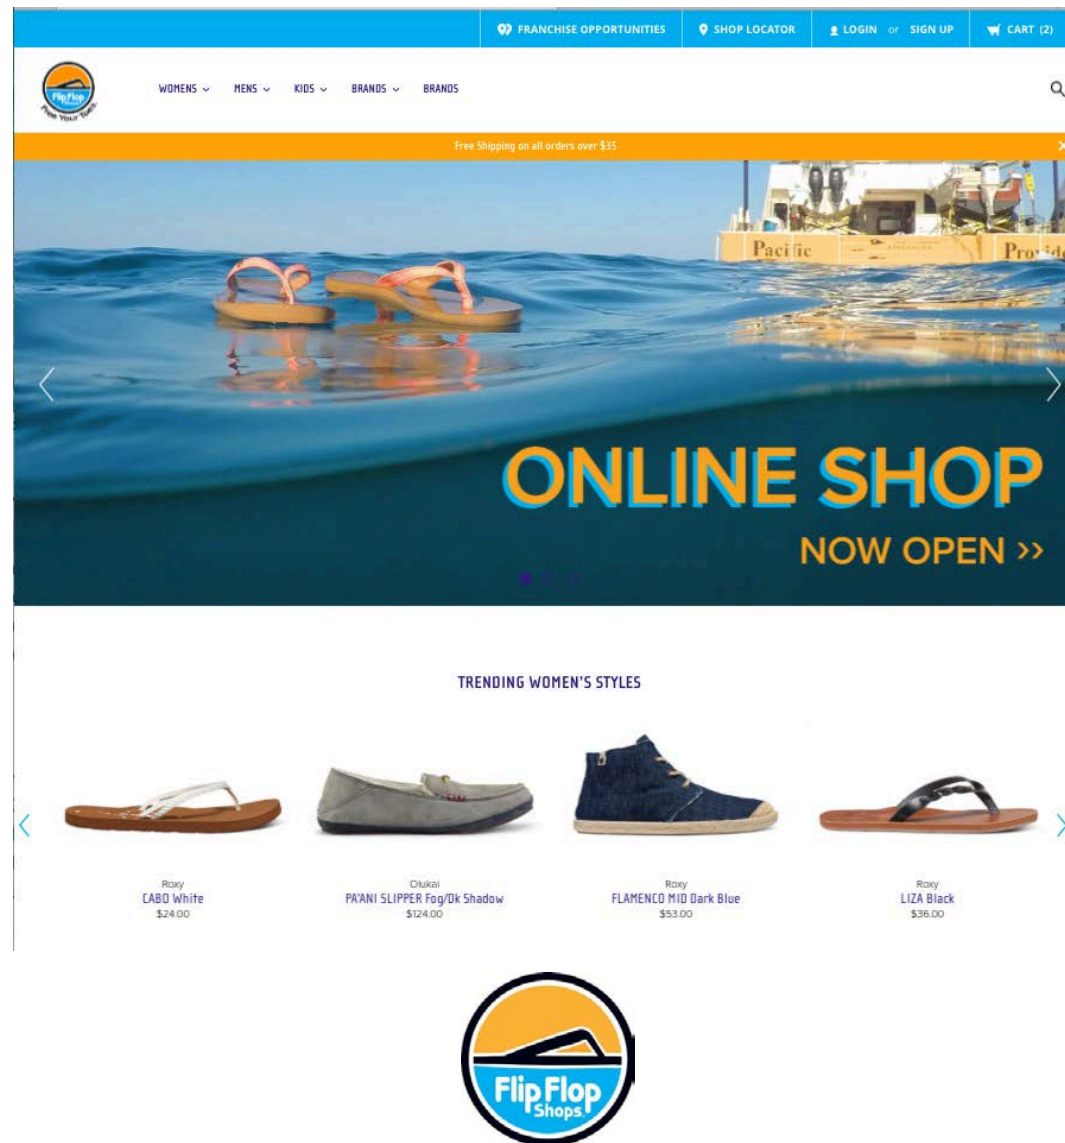 FRANCHISE OPPORTUNITIES SHOP LOCATOR LOGIN or SIGN UP CART (2)
Flip Flop
Shops
Free Your Toes
WOMENS MENS KIDS BRANDS BRANDS
Free Shipping on all orders over $35
Pacific Provide
ONLINE SHOP
NOW OPEN >>
TRENDING WOMEN'S STYLES
Roxy
CABO White
$24.00
Olukai
PA'ANI SLIPPER Fog/Dk Shadow
$124.00
Roxy
FLAMENCO MID Dark Blue
$53.00
Roxy
LIZA Black
$36.00
Flip Flop
Shops